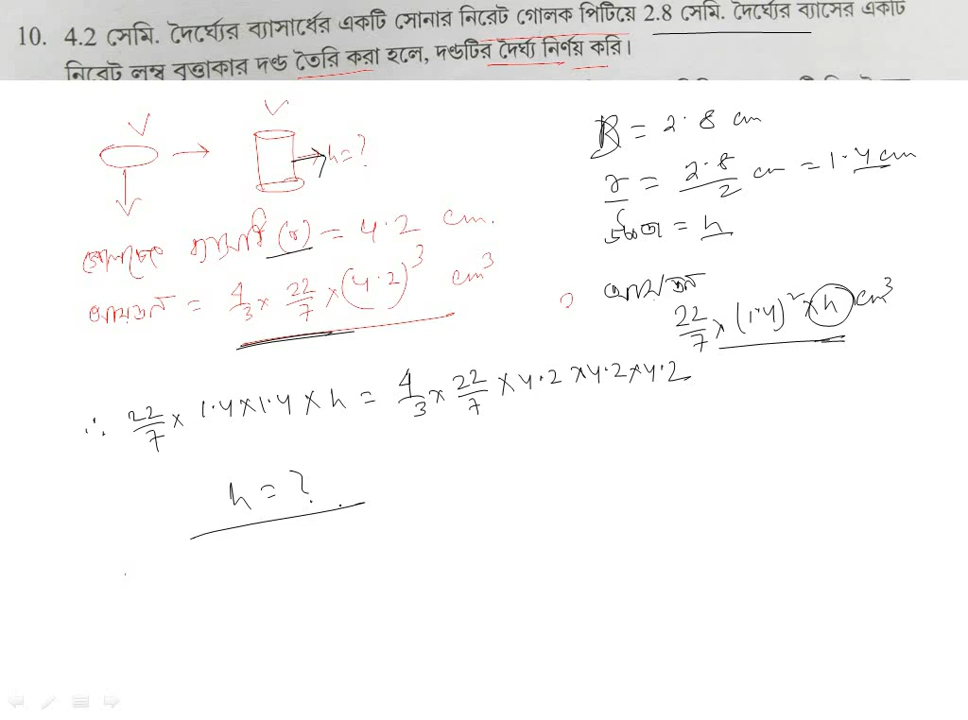 10. 4.2 সেমি. দৈর্ঘ্যের ব্যাসার্ধের একটি সোনার নিরেট গোলক পিটিয়ে 2.8 সেমি. দৈর্ঘ্যের ব্যাসের একটি
নিরেট লম্ব বৃত্তাকার দণ্ড তৈরি করা হলে, দণ্ডটির দৈর্ঘ্য নির্ণয় করি।
h=?
গোলকের ব্যাসার্ধ (r) = 4.2 cm.
আয়তন = 4/3 × 22/7 × (4.2)³ cm³
= 2.8 cm
r = 2.8/2 cm = 1.4 cm
উচ্চতা = h
আয়তন
22/7 × (1.4)² × h cm³
∴ 22/7 × 1.4 × 1.4 × h = 4/3 × 22/7 × 4.2 × 4.2 × 4.2
h = ?